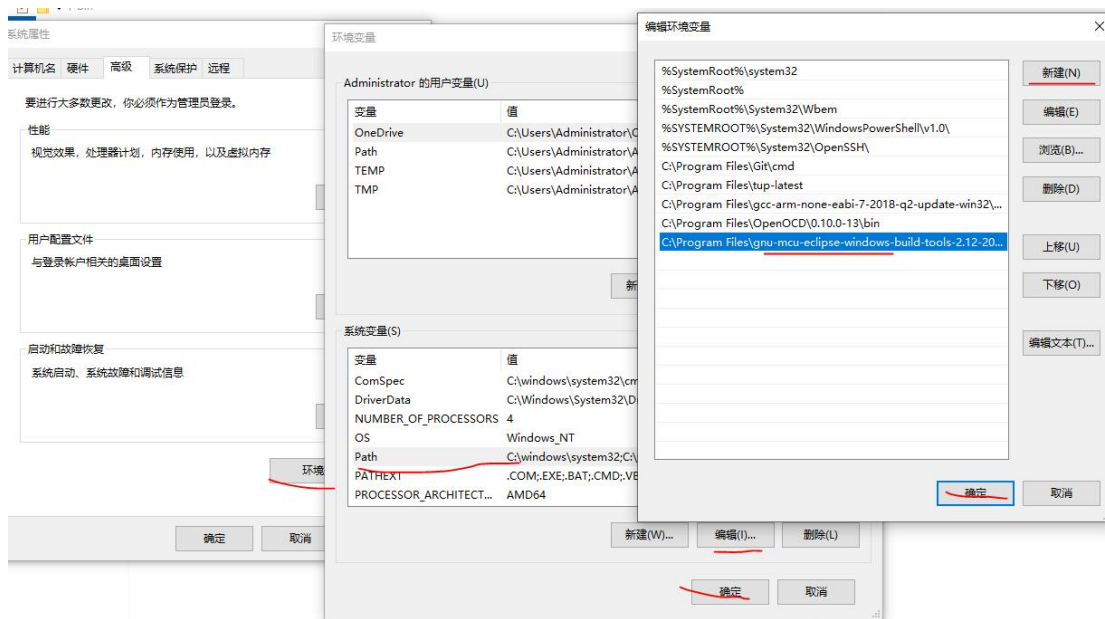 系统属性
计算机名 硬件 高级 系统保护 远程
要进行大多数更改，你必须作为管理员登录。
性能
视觉效果，处理器计划，内存使用，以及虚拟内存
用户配置文件
与登录帐户相关的桌面设置
启动和故障恢复
系统启动、系统故障和调试信息
环境
确定 取消
环境变量
Administrator 的用户变量(U)
变量 值
OneDrive C:\Users\Administrator\O
Path C:\Users\Administrator\A
TEMP C:\Users\Administrator\A
TMP C:\Users\Administrator\A
新
系统变量(S)
变量 值
ComSpec C:\windows\system32\cm
DriverData C:\Windows\System32\D
NUMBER_OF_PROCESSORS 4
OS Windows_NT
Path C:\windows\system32;C:\
PATHEXT .COM;.EXE;.BAT;.CMD;.VE
PROCESSOR_ARCHITECT... AMD64
新建(W)... 编辑(I)... 删除(L)
确定 取消
编辑环境变量
%SystemRoot%\system32
%SystemRoot%
%SystemRoot%\System32\Wbem
%SYSTEMROOT%\System32\WindowsPowerShell\v1.0\
%SYSTEMROOT%\System32\OpenSSH\
C:\Program Files\Git\cmd
C:\Program Files\tup-latest
C:\Program Files\gcc-arm-none-eabi-7-2018-q2-update-win32\...
C:\Program Files\OpenOCD\0.10.0-13\bin
C:\Program Files\gnu-mcu-eclipse-windows-build-tools-2.12-20...
新建(N)
编辑(E)
浏览(B)...
删除(D)
上移(U)
下移(O)
编辑文本(T)...
确定 取消